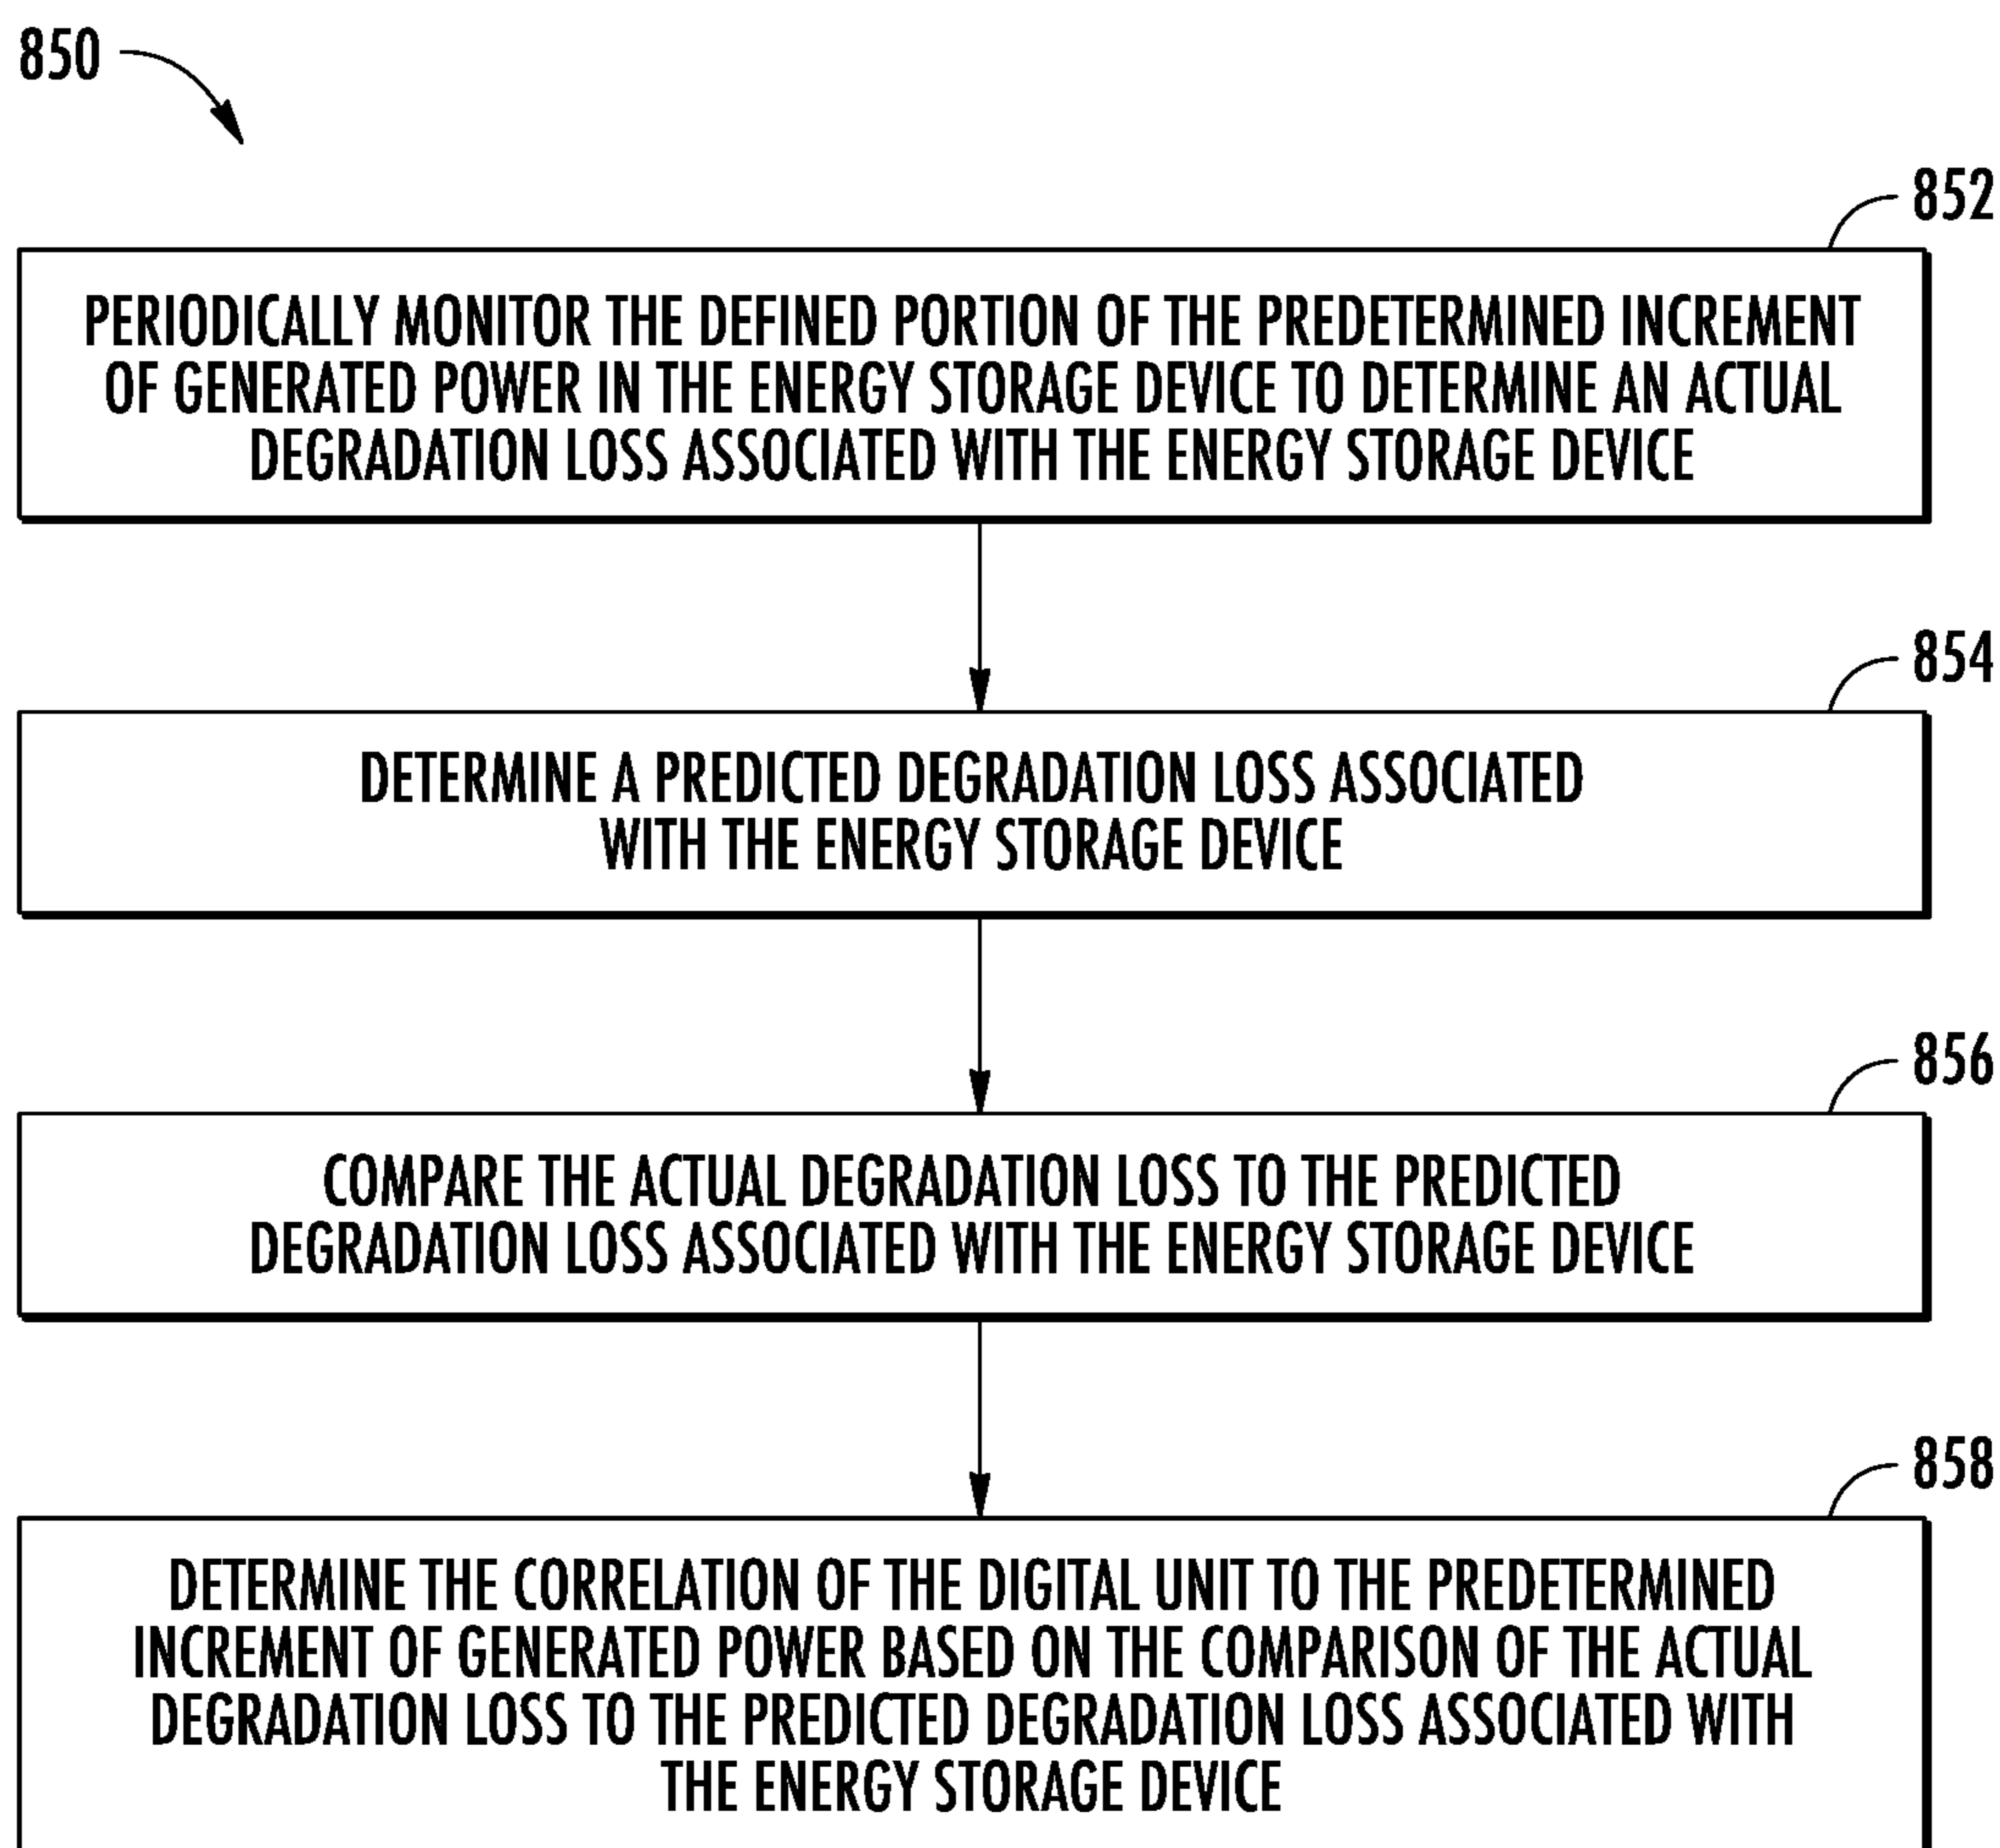 850
852
PERIODICALLY MONITOR THE DEFINED PORTION OF THE PREDETERMINED INCREMENT
OF GENERATED POWER IN THE ENERGY STORAGE DEVICE TO DETERMINE AN ACTUAL
DEGRADATION LOSS ASSOCIATED WITH THE ENERGY STORAGE DEVICE
854
DETERMINE A PREDICTED DEGRADATION LOSS ASSOCIATED
WITH THE ENERGY STORAGE DEVICE
856
COMPARE THE ACTUAL DEGRADATION LOSS TO THE PREDICTED
DEGRADATION LOSS ASSOCIATED WITH THE ENERGY STORAGE DEVICE
858
DETERMINE THE CORRELATION OF THE DIGITAL UNIT TO THE PREDETERMINED
INCREMENT OF GENERATED POWER BASED ON THE COMPARISON OF THE ACTUAL
DEGRADATION LOSS TO THE PREDICTED DEGRADATION LOSS ASSOCIATED WITH
THE ENERGY STORAGE DEVICE